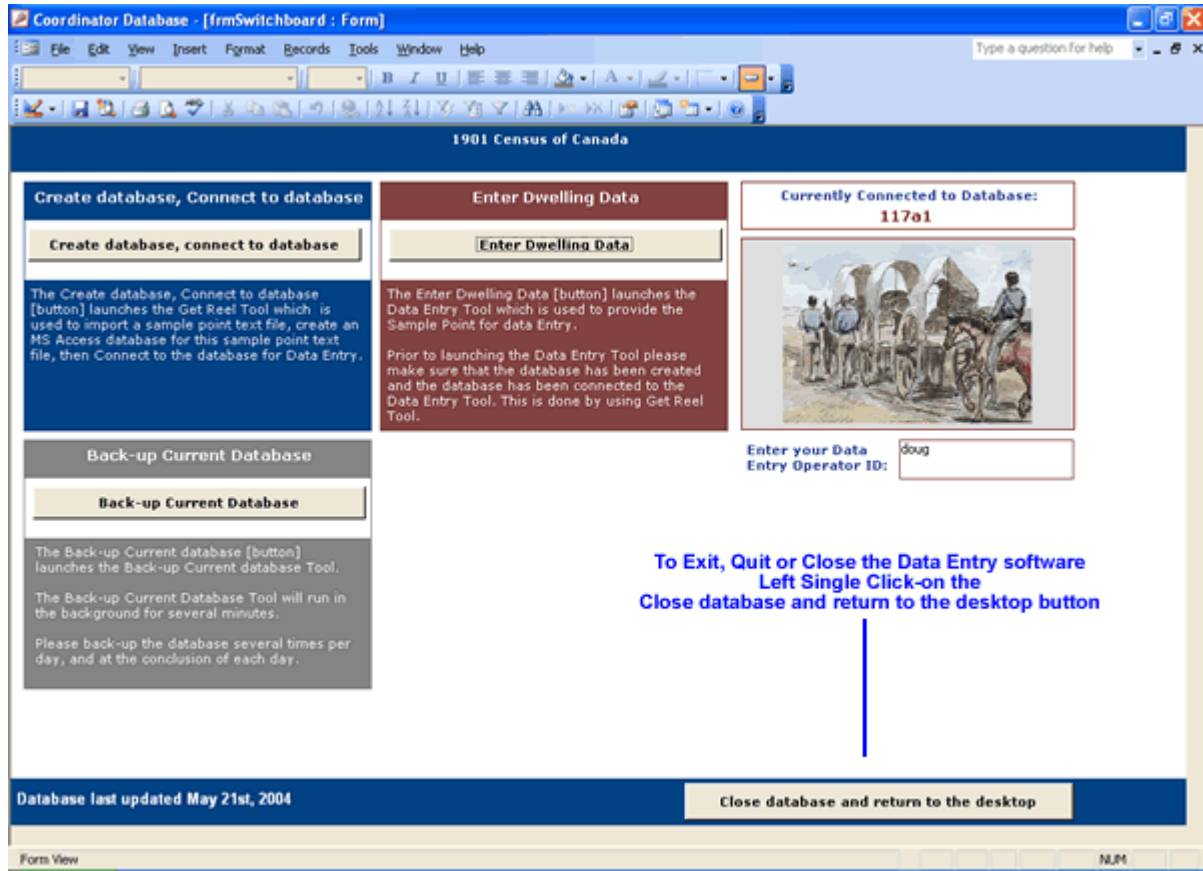 Coordinator Database - [frmSwitchboard : Form]
File Edit View Insert Format Records Tools Window Help
Type a question for help
B I U
A
1901 Census of Canada
Create database, Connect to database
Create database, connect to database
The Create database, Connect to database
[button] launches the Get Reel Tool which is
used to import a sample point text file, create an
MS Access database for this sample point text
file, then Connect to the database for Data Entry.
Enter Dwelling Data
Enter Dwelling Data
The Enter Dwelling Data [button] launches the
Data Entry Tool which is used to provide the
Sample Point for data Entry.
Prior to launching the Data Entry Tool please
make sure that the database has been created
and the database has been connected to the
Data Entry Tool. This is done by using Get Reel
Tool.
Currently Connected to Database:
117a1
Enter your Data
Entry Operator ID:
doug
Back-up Current Database
Back-up Current Database
The Back-up Current database [button]
launches the Back-up Current database Tool.
The Back-up Current Database Tool will run in
the background for several minutes.
Please back-up the database several times per
day, and at the conclusion of each day.
To Exit, Quit or Close the Data Entry software
Left Single Click-on the
Close database and return to the desktop button
Database last updated May 21st, 2004
Close database and return to the desktop
Form View
NUM